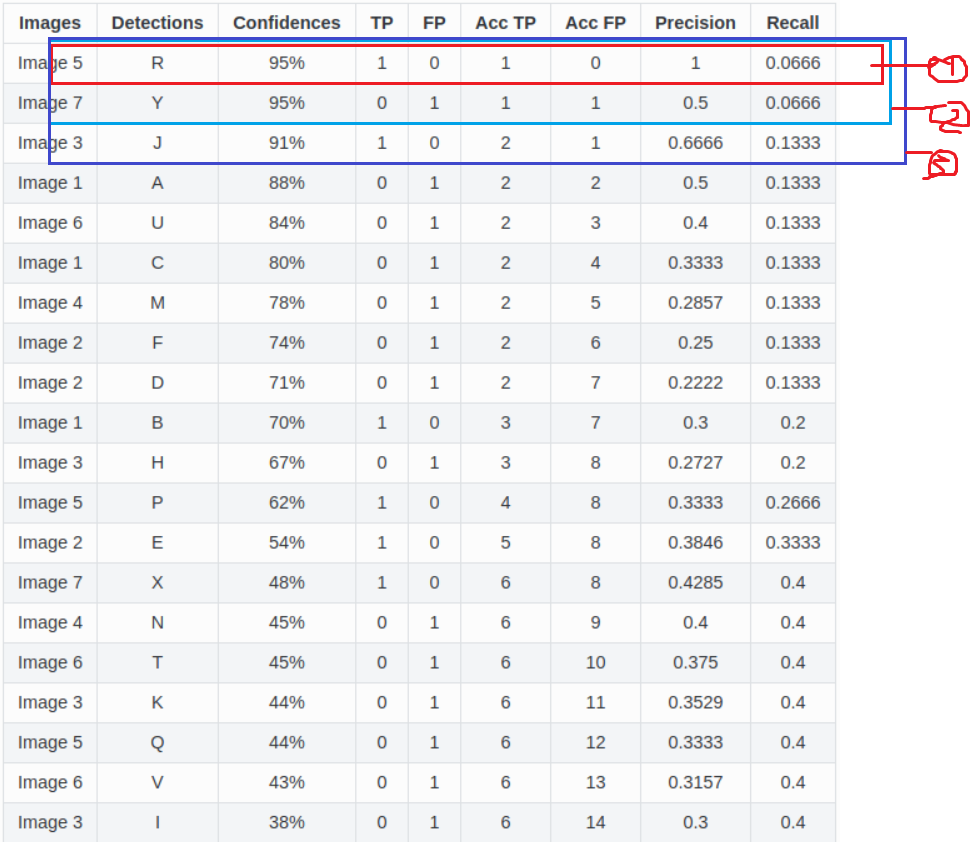 Images Detections Confidences TP FP Acc TP Acc FP Precision Recall
Image 5 R 95% 1 0 1 0 1 0.0666 1
Image 7 Y 95% 0 1 1 1 0.5 0.0666 2
Image 3 J 91% 1 0 2 1 0.6666 0.1333 3
Image 1 A 88% 0 1 2 2 0.5 0.1333
Image 6 U 84% 0 1 2 3 0.4 0.1333
Image 1 C 80% 0 1 2 4 0.3333 0.1333
Image 4 M 78% 0 1 2 5 0.2857 0.1333
Image 2 F 74% 0 1 2 6 0.25 0.1333
Image 2 D 71% 0 1 2 7 0.2222 0.1333
Image 1 B 70% 1 0 3 7 0.3 0.2
Image 3 H 67% 0 1 3 8 0.2727 0.2
Image 5 P 62% 1 0 4 8 0.3333 0.2666
Image 2 E 54% 1 0 5 8 0.3846 0.3333
Image 7 X 48% 1 0 6 8 0.4285 0.4
Image 4 N 45% 0 1 6 9 0.4 0.4
Image 6 T 45% 0 1 6 10 0.375 0.4
Image 3 K 44% 0 1 6 11 0.3529 0.4
Image 5 Q 44% 0 1 6 12 0.3333 0.4
Image 6 V 43% 0 1 6 13 0.3157 0.4
Image 3 I 38% 0 1 6 14 0.3 0.4